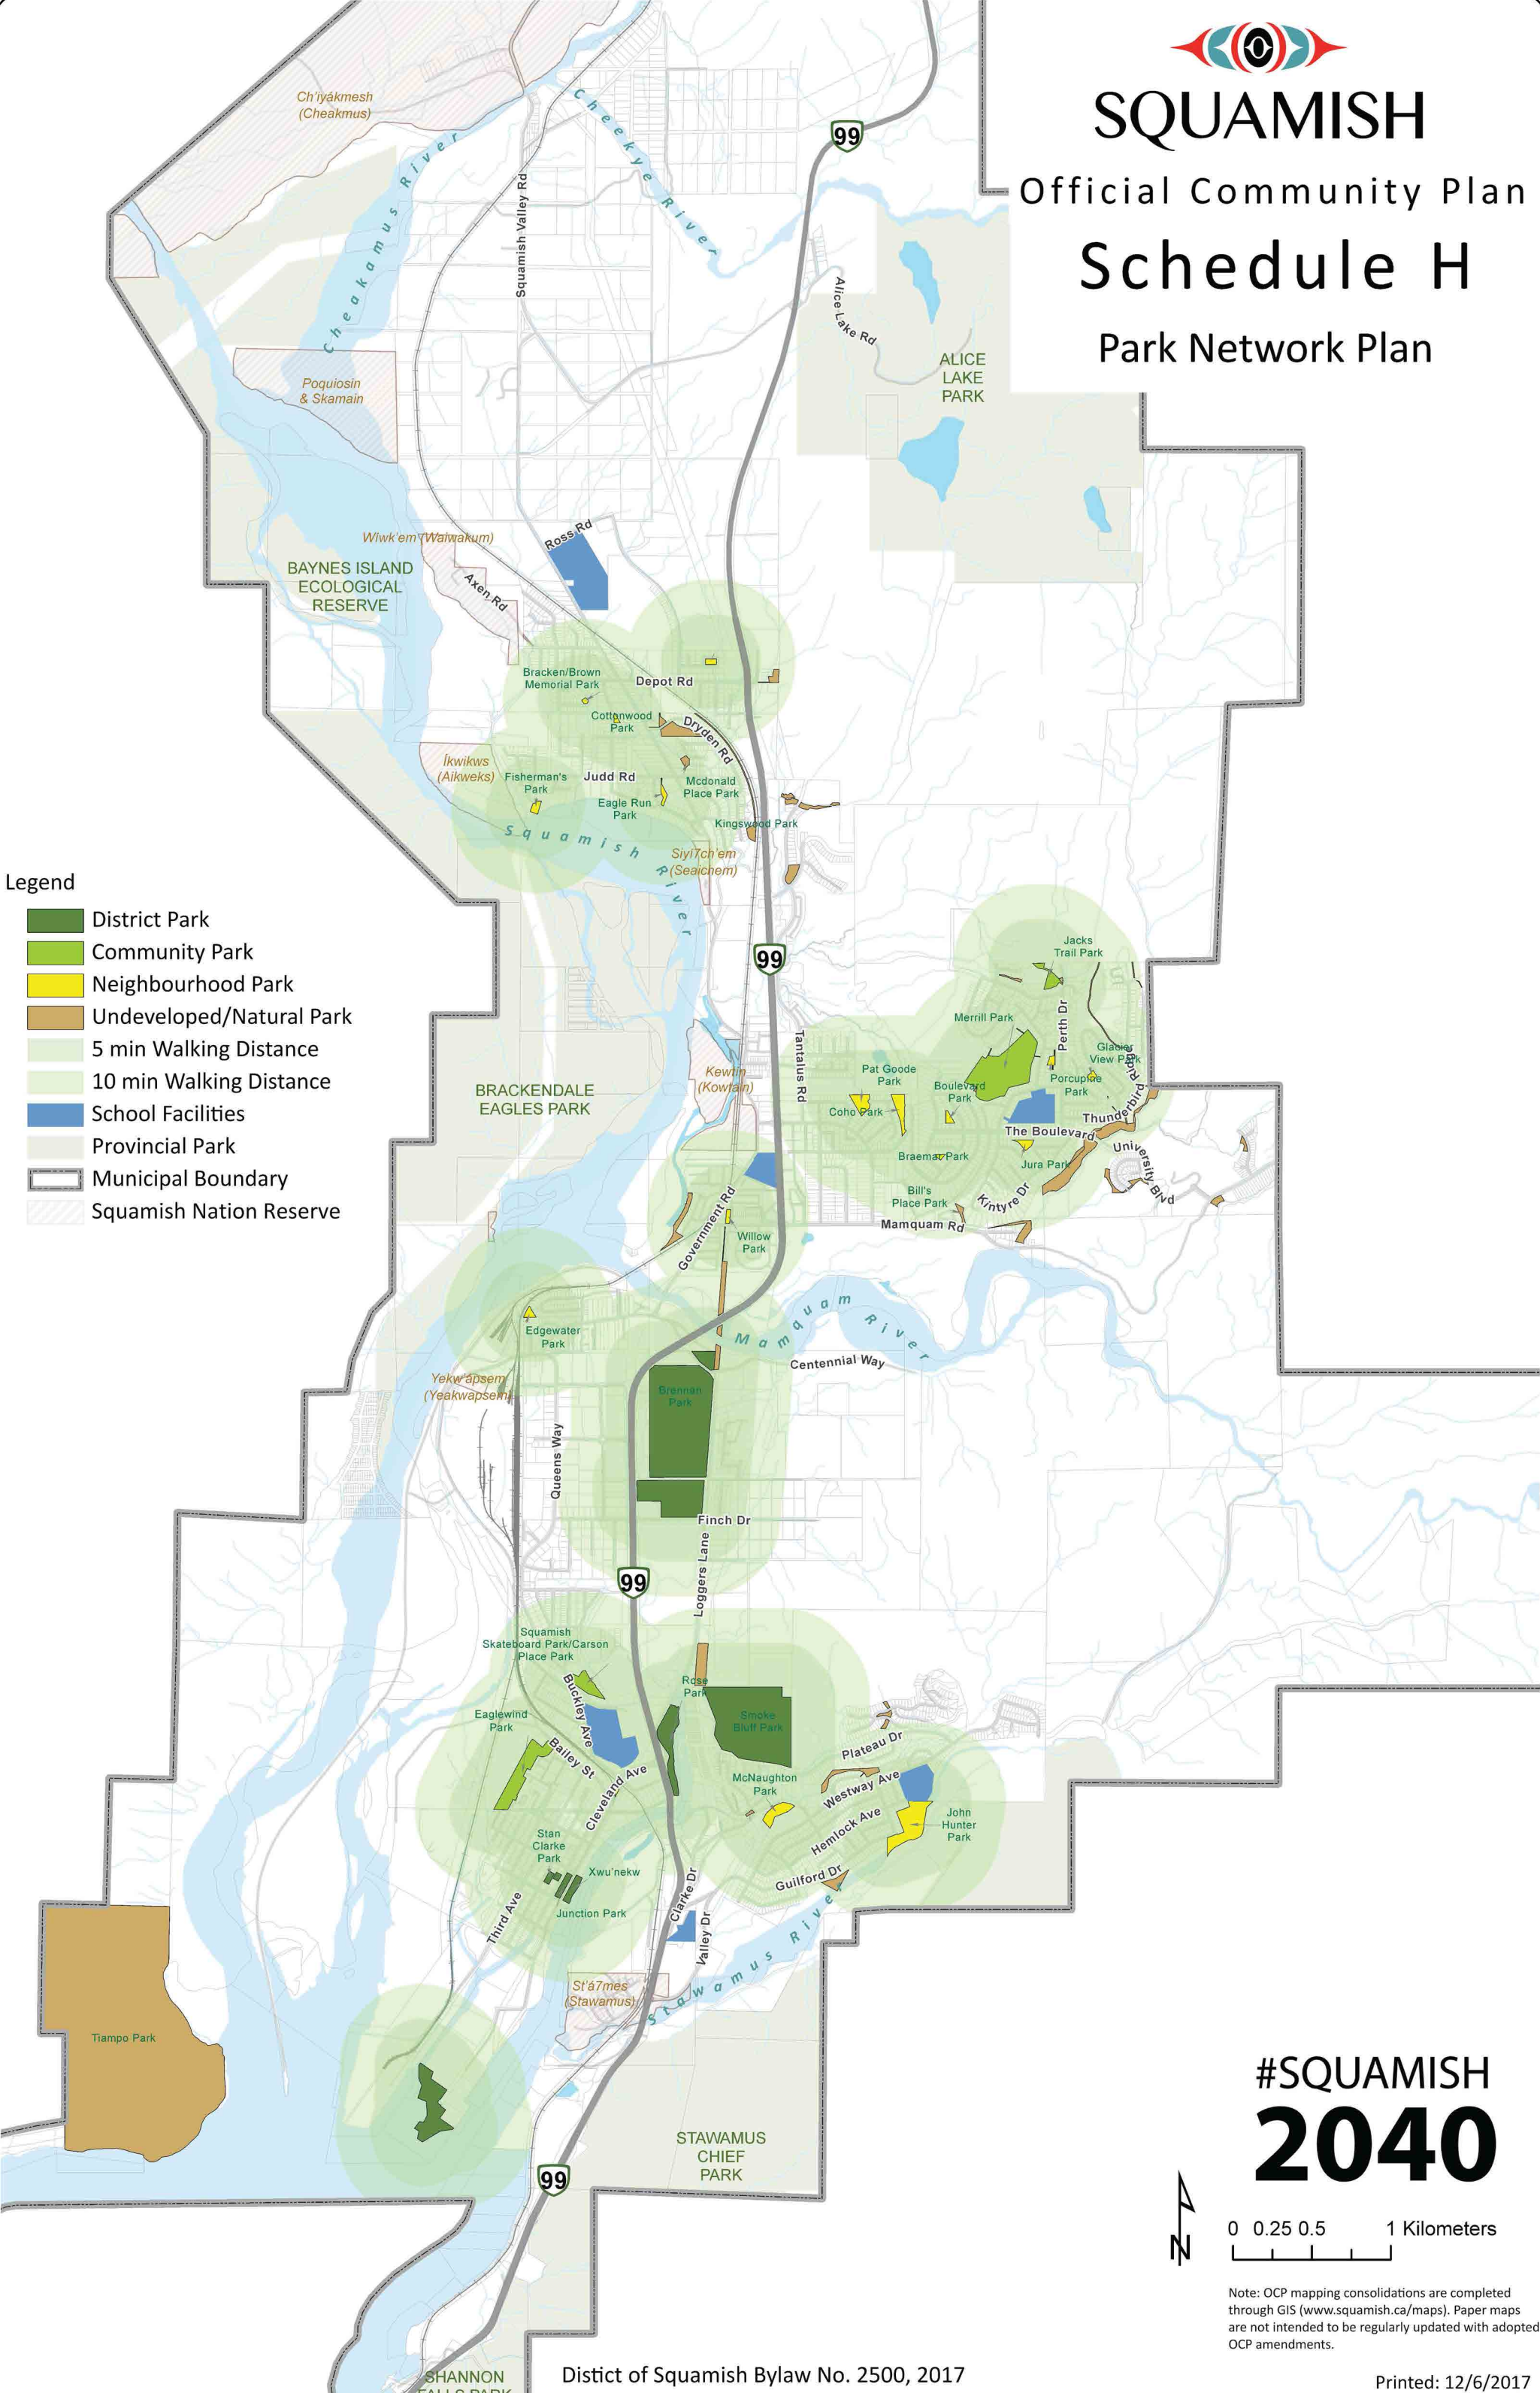 SQUAMISH
Official Community Plan
Schedule H
Park Network Plan
Ch'iyákmesh
(Cheakmus)
Cheakamus River
Cheekye River
Squamish Valley Rd
99
Alice Lake Rd
ALICE
LAKE
PARK
Poquiosin
& Skamain
Wiwk'em (Waiwakum)
Ross Rd
BAYNES ISLAND
ECOLOGICAL
RESERVE
Axen Rd
Bracken/Brown
Memorial Park
Depot Rd
Cottonwood
Park
Dryden Rd
Íkwikws
(Aikweks)
Fisherman's
Park
Judd Rd
Mcdonald
Place Park
Eagle Run
Park
Kingswood Park
Squamish River
Siyí7ch'em
(Seaichem)
Legend
District Park
Community Park
Neighbourhood Park
Undeveloped/Natural Park
5 min Walking Distance
10 min Walking Distance
School Facilities
Provincial Park
Municipal Boundary
Squamish Nation Reserve
99
Jacks
Trail Park
Merrill Park
Perth Dr
Tantalus Rd
Glacier
View Park
Pat Goode
Park
Kewtin
(Kowtain)
Boulevard
Park
Porcupine
Park
Thunderbird Ridge
BRACKENDALE
EAGLES PARK
Coho Park
The Boulevard
Braemar Park
Jura Park
University Blvd
Bill's
Place Park
Kintyre Dr
Mamquam Rd
Government Rd
Willow
Park
Edgewater
Park
Mamquam River
Centennial Way
Yekw'apsem
(Yeakwapsem)
Brennan
Park
Queens Way
Finch Dr
Loggers Lane
99
Squamish
Skateboard Park/Carson
Place Park
Buckley Ave
Rose
Park
Eaglewind
Park
Smoke
Bluff Park
Bailey St
Plateau Dr
Cleveland Ave
McNaughton
Park
Westway Ave
Hemlock Ave
John
Hunter
Park
Stan
Clarke
Park
Xwu'nekw
Guilford Dr
Third Ave
Junction Park
Clarke Dr
Valley Dr
Stawamus River
St'á7mes
(Stawamus)
Tiampo Park
STAWAMUS
CHIEF
PARK
99
#SQUAMISH
2040
N
0 0.25 0.5 1 Kilometers
Note: OCP mapping consolidations are completed
through GIS (www.squamish.ca/maps). Paper maps
are not intended to be regularly updated with adopted
OCP amendments.
SHANNON
FALLS PARK
Distict of Squamish Bylaw No. 2500, 2017
Printed: 12/6/2017